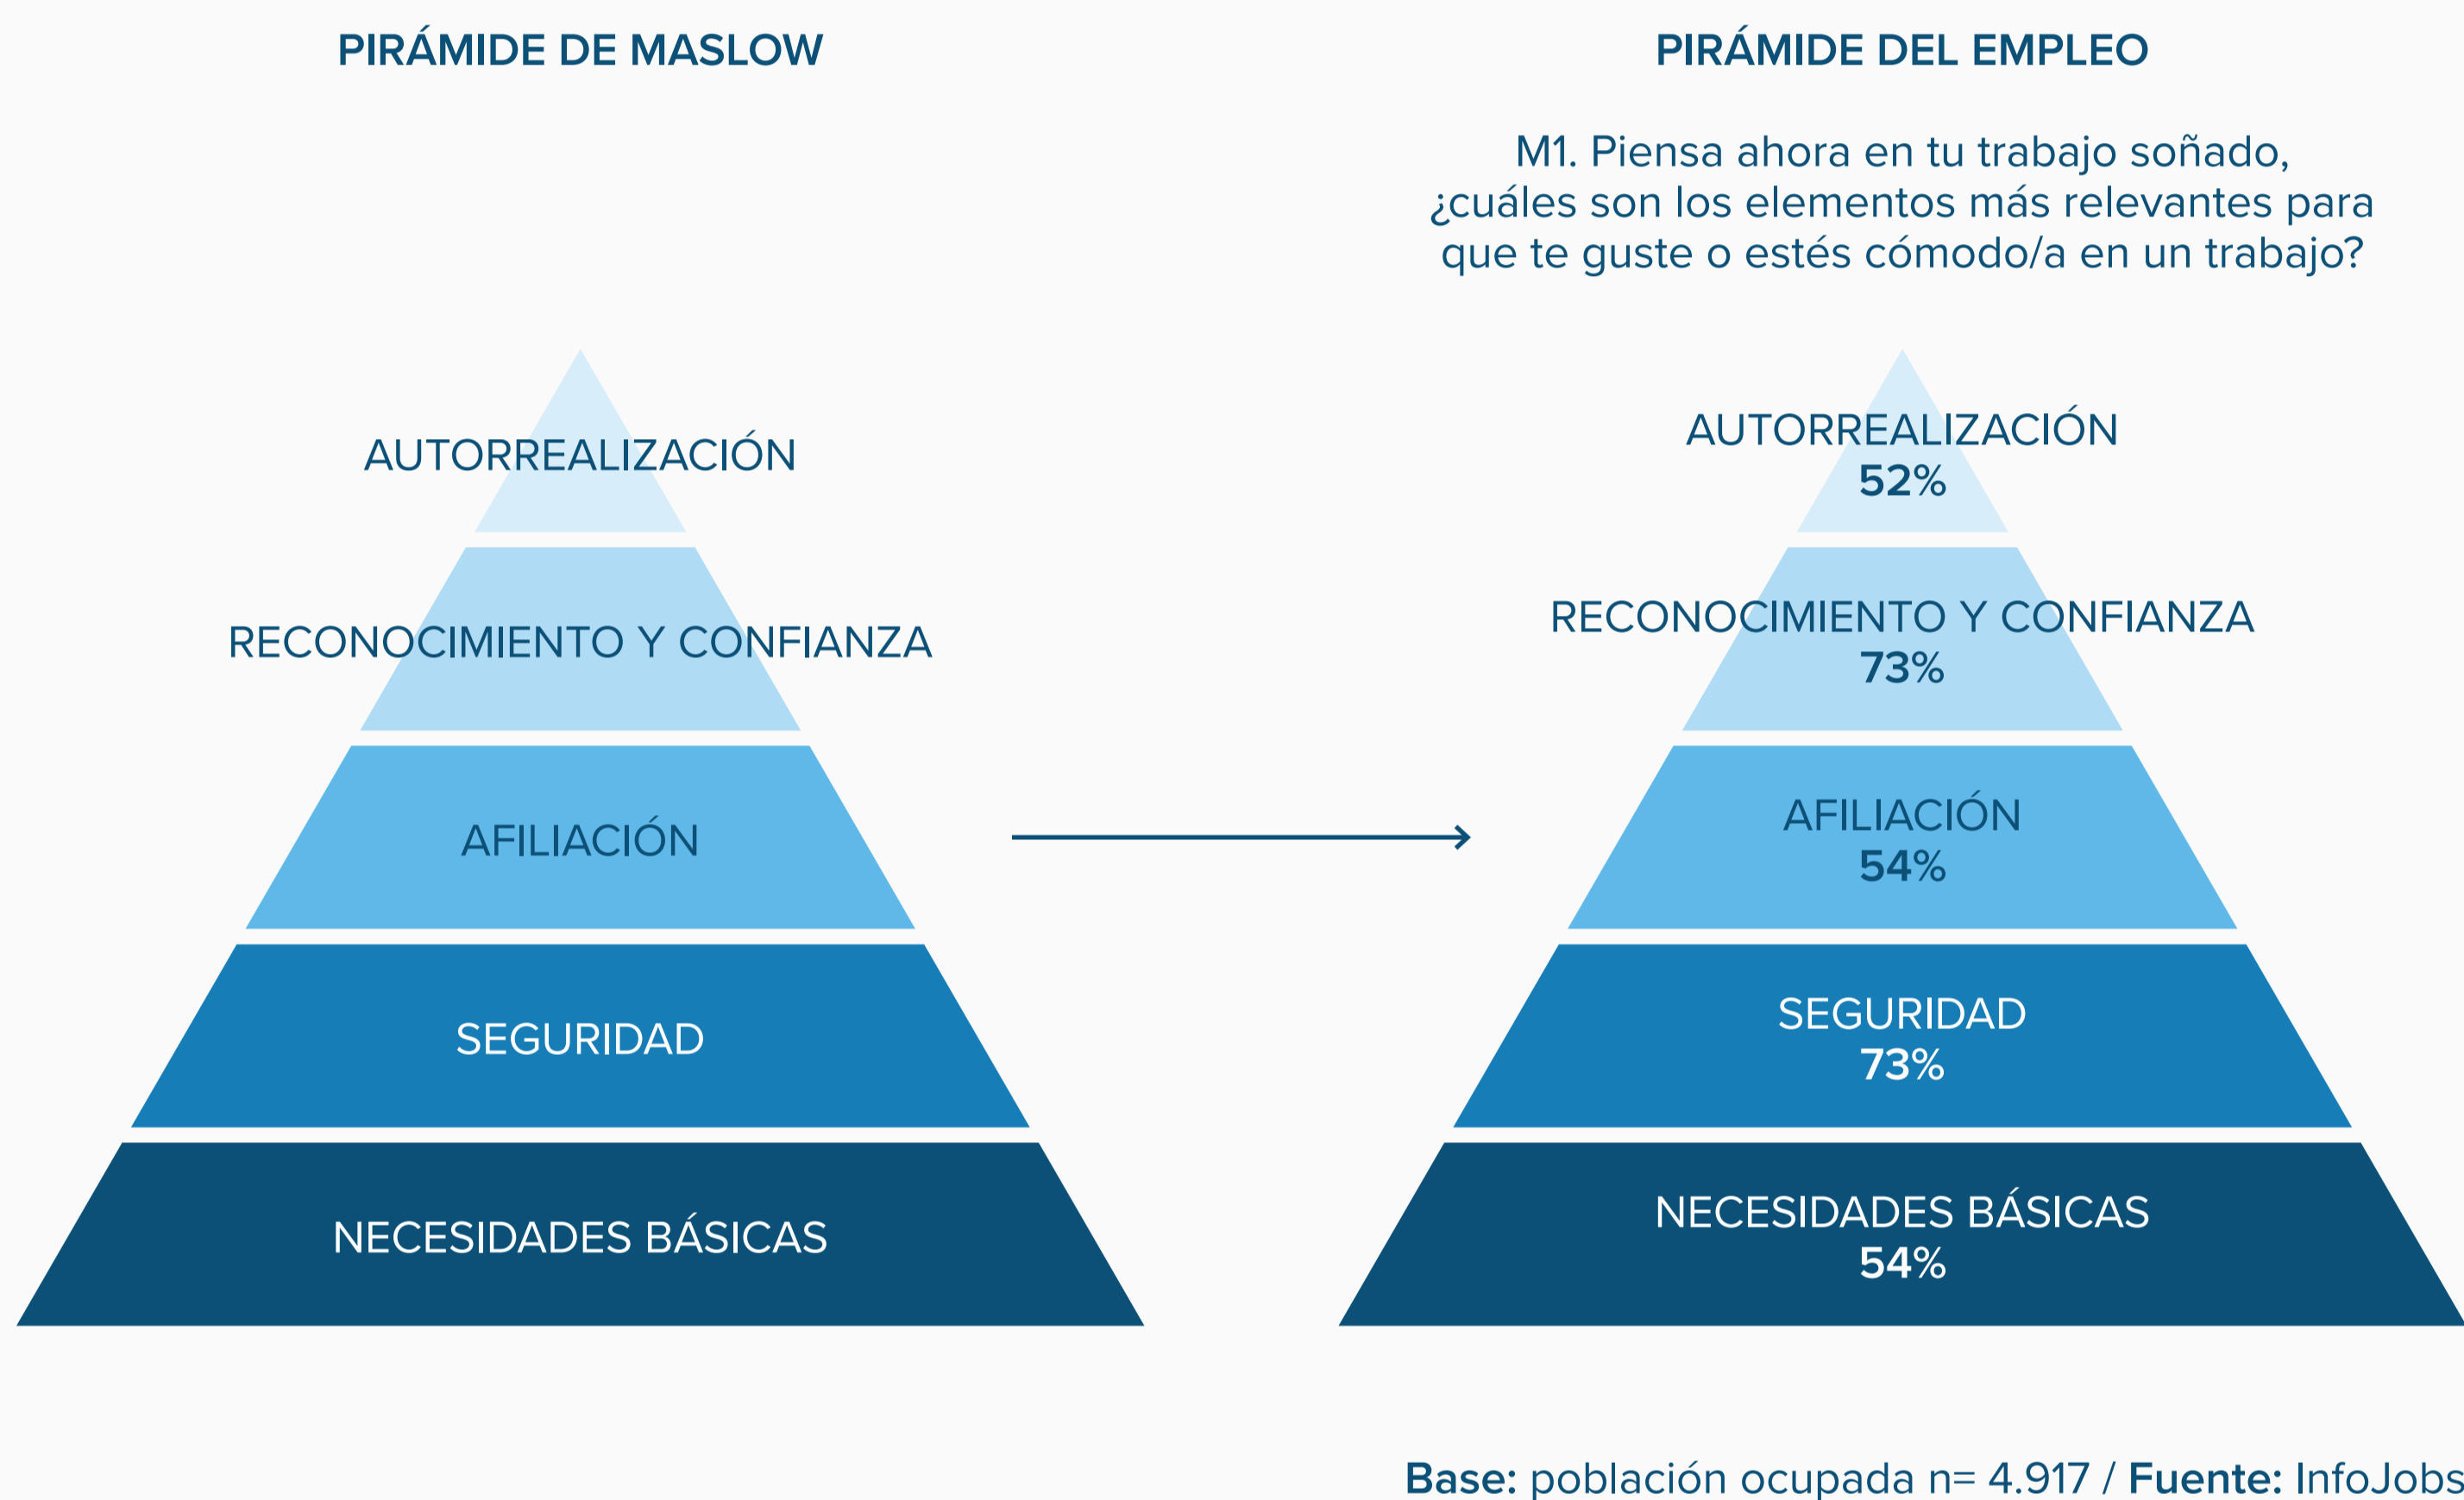 PIRÁMIDE DE MASLOW
AUTORREALIZACIÓN
RECONOCIMIENTO Y CONFIANZA
AFILIACIÓN
SEGURIDAD
NECESIDADES BÁSICAS
PIRÁMIDE DEL EMPLEO
M1. Piensa ahora en tu trabajo soñado,
¿cuáles son los elementos más relevantes para
que te guste o estés cómodo/a en un trabajo?
AUTORREALIZACIÓN
52%
RECONOCIMIENTO Y CONFIANZA
73%
AFILIACIÓN
54%
SEGURIDAD
73%
NECESIDADES BÁSICAS
54%
Base: población ocupada n= 4.917 / Fuente: InfoJobs